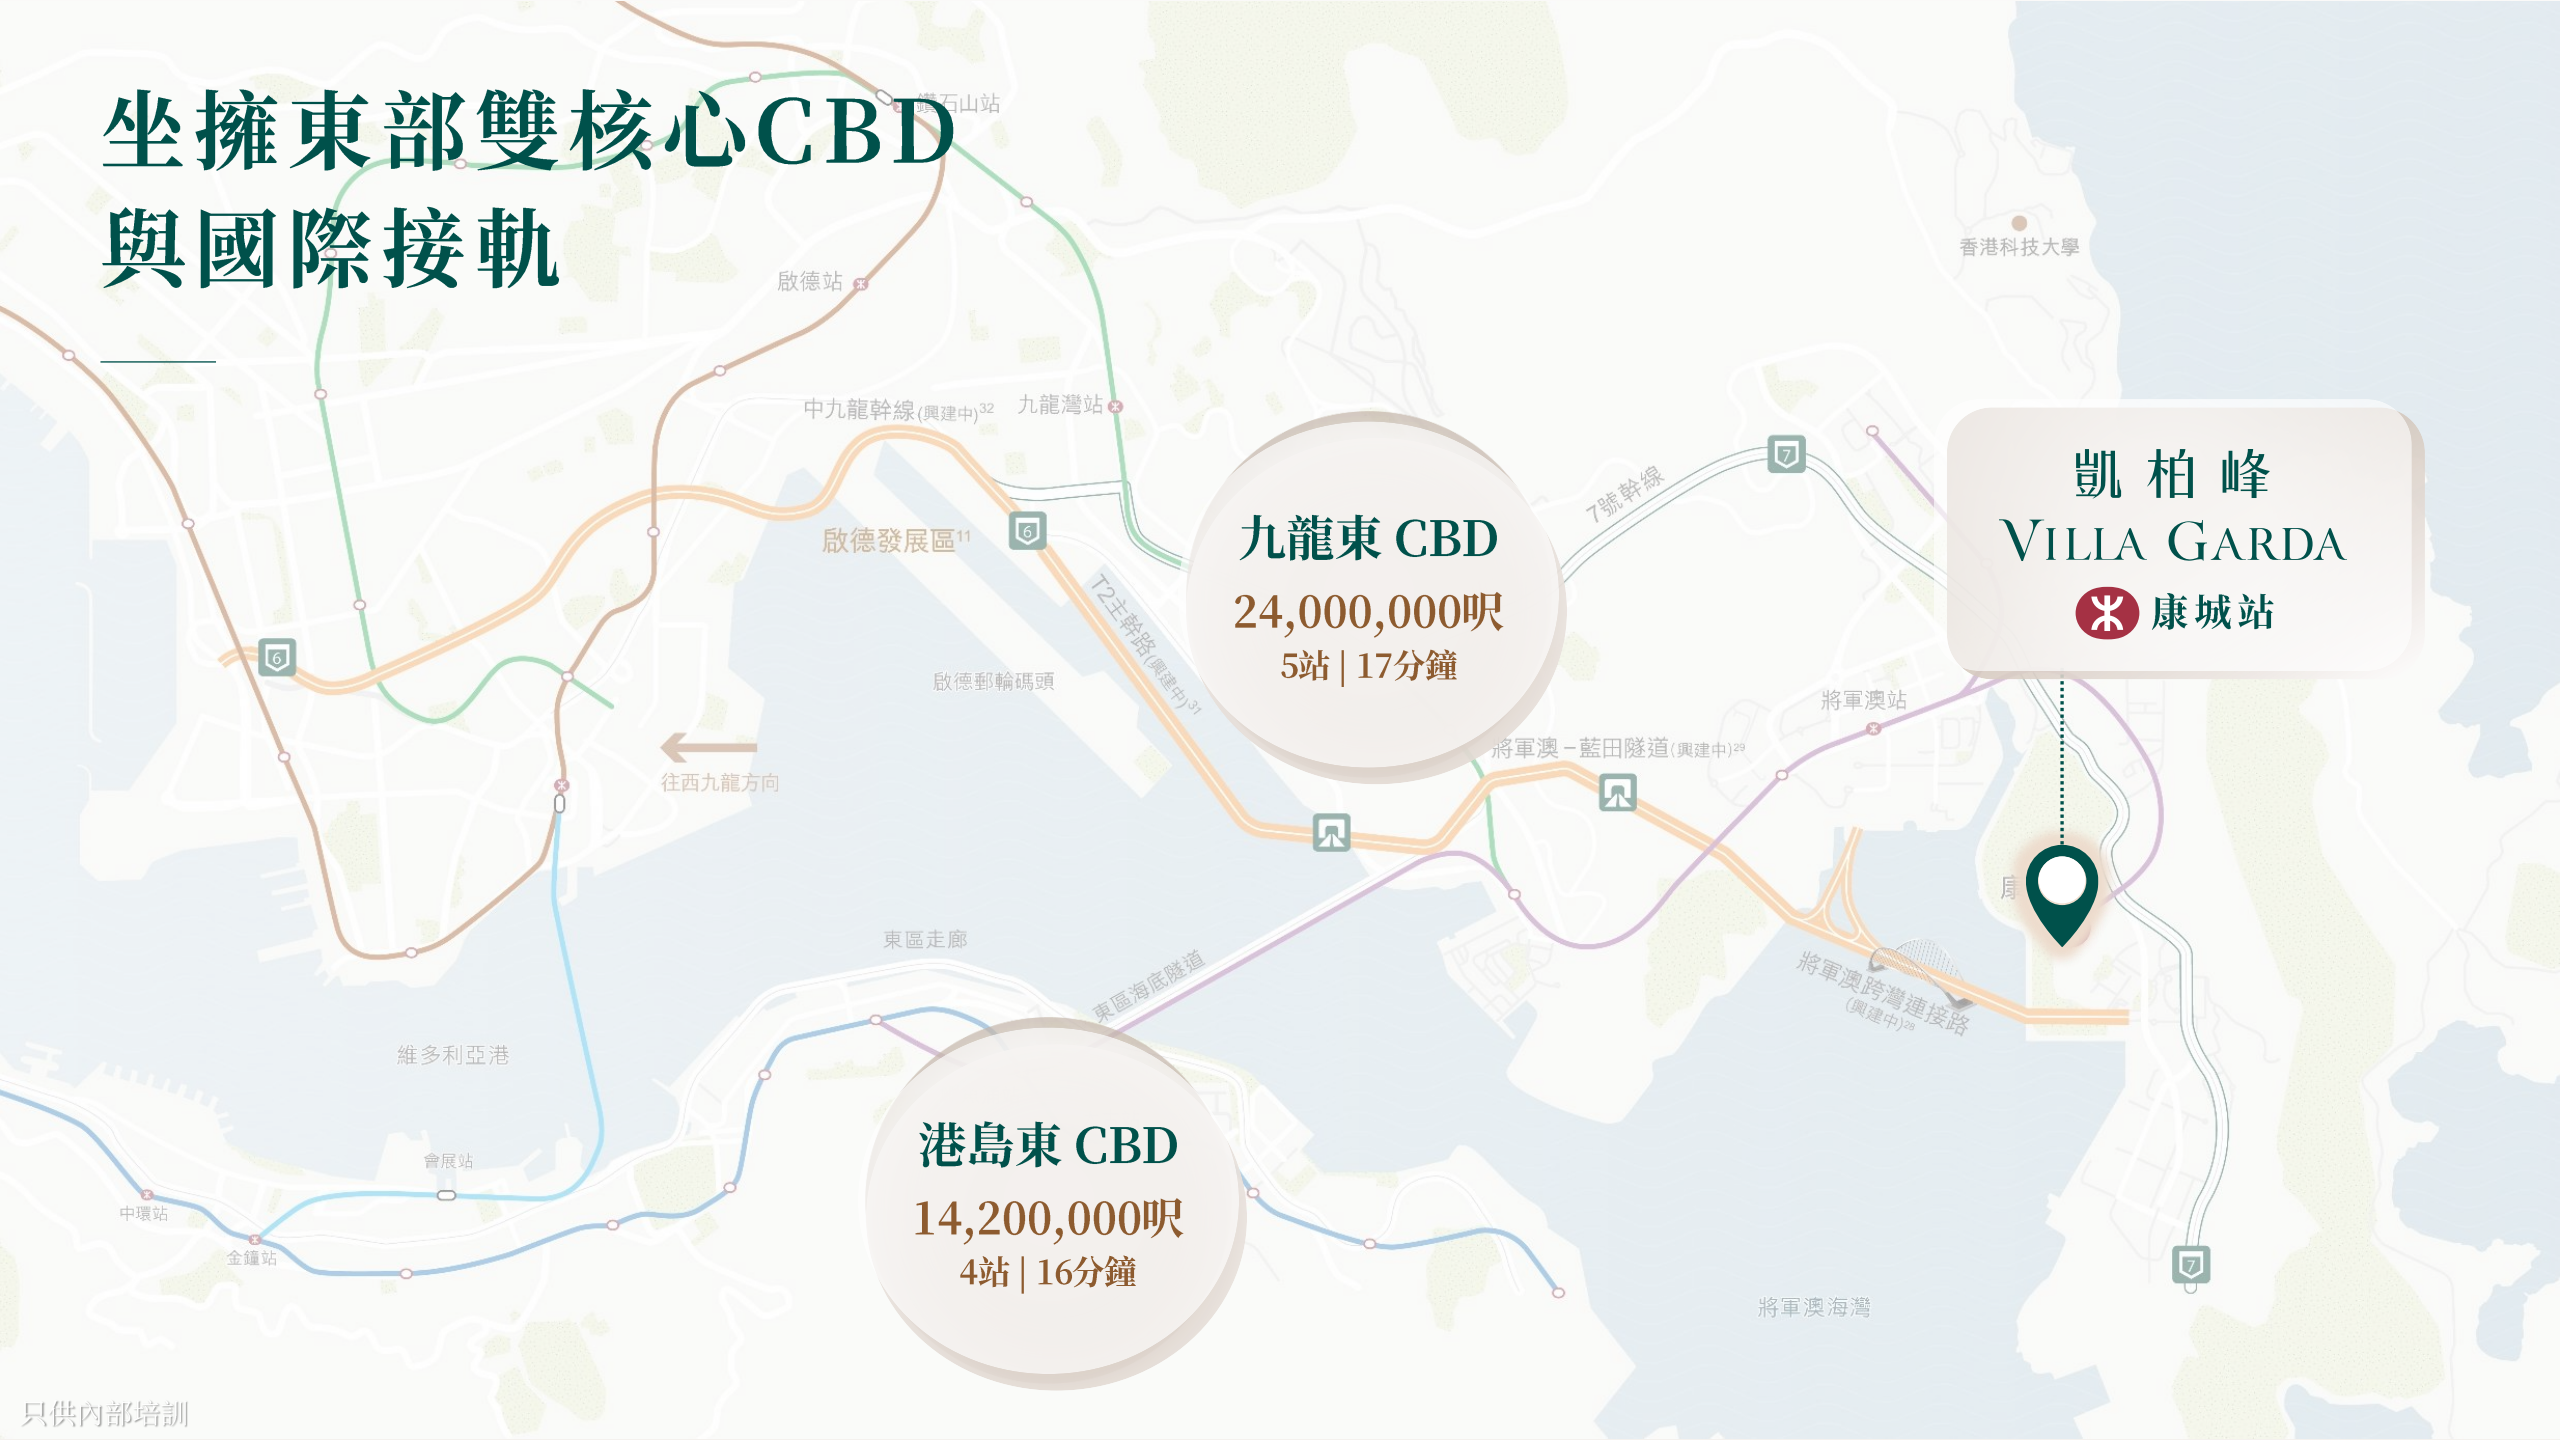 坐擁東部雙核心CBD
與國際接軌
鑽石山站
香港科技大學
啟德站
中九龍幹線(興建中)32
九龍灣站
7
7號幹線
凱柏峰
VILLA GARDA
康城站
九龍東 CBD
24,000,000呎
5站 | 17分鐘
啟德發展區11
6
T2主幹路(興建中)31
6
啟德郵輪碼頭
將軍澳站
將軍澳－藍田隧道(興建中)29
往西九龍方向
康
東區走廊
東區海底隧道
將軍澳跨灣連接路
(興建中)28
維多利亞港
港島東 CBD
14,200,000呎
4站 | 16分鐘
會展站
中環站
金鐘站
7
將軍澳海灣
只供內部培訓